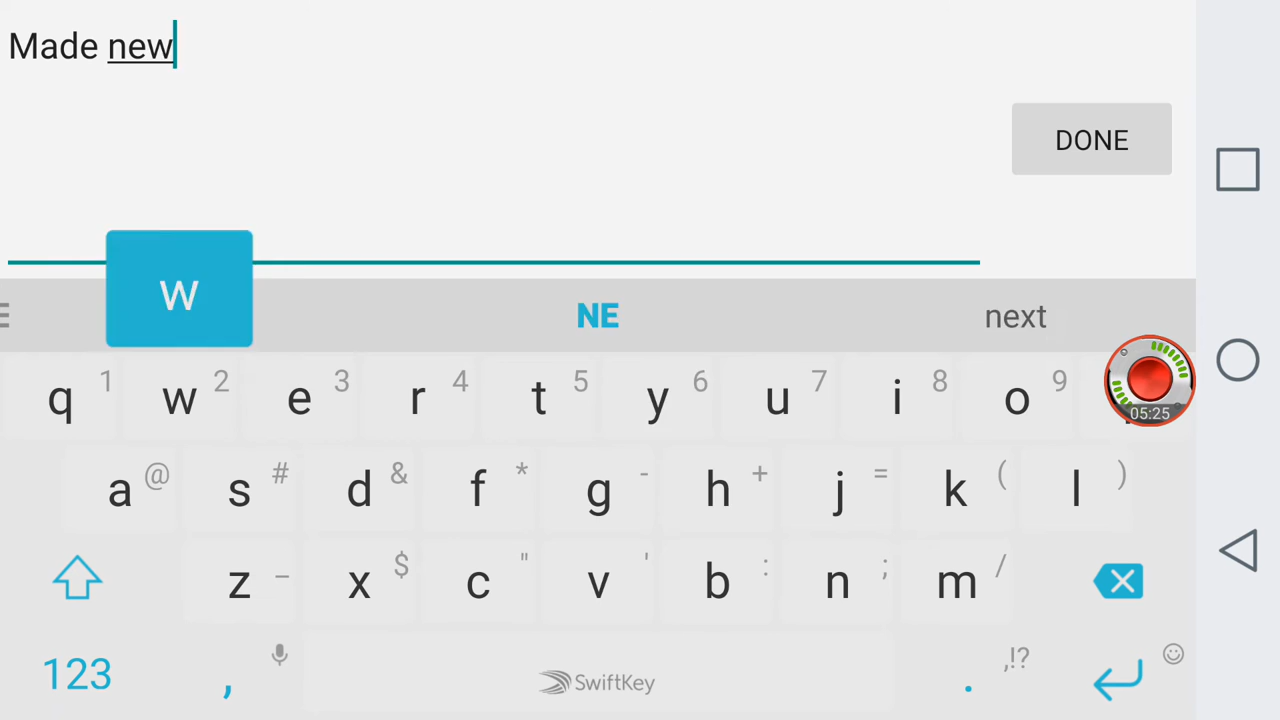 Made new
DONE
w
NE
next
q 1 w 2 e 3 r 4 t 5 y 6 u 7 i 8 o 9
05:25
a @ s # d & f * g - h + j = k ( l )
z _ x $ c " v ' b : n ; m /
123 , SwiftKey . ,!?